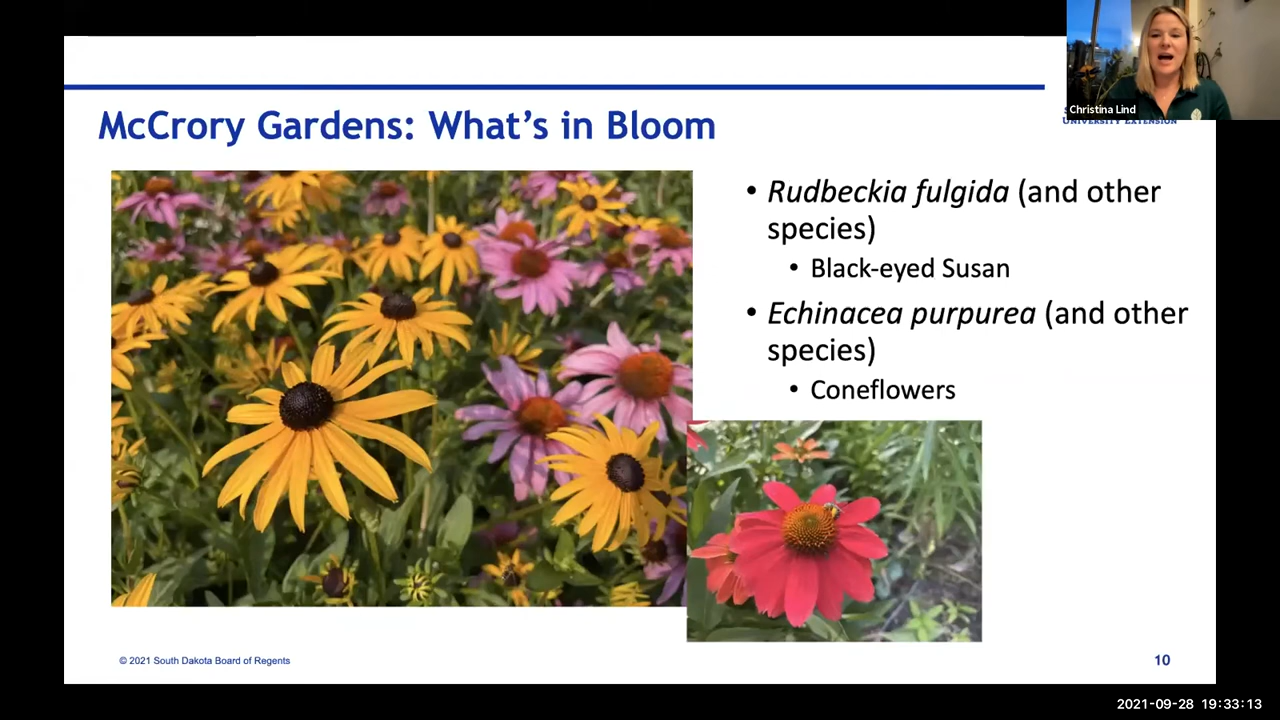 Christina Lind
UNIVERSITY EXTENSION
McCrory Gardens: What's in Bloom
• Rudbeckia fulgida (and other
species)
• Black-eyed Susan
• Echinacea purpurea (and other
species)
• Coneflowers
© 2021 South Dakota Board of Regents
10
2021-09-28 19:33:13